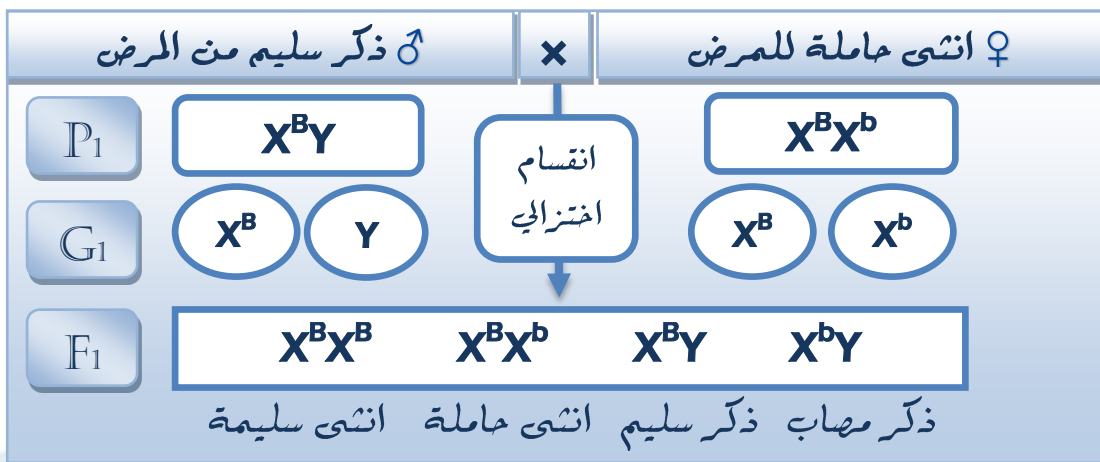 ♀ انثى حاملة للمرض × ♂ ذكر سليم من المرض
P1 XᴮY XᴮXᵇ
انقسام
اختزالي
G1 Xᴮ Y Xᴮ Xᵇ
F1 XᴮXᴮ XᴮXᵇ XᴮY XᵇY
ذكر مصاب ذكر سليم انثى حاملة انثى سليمة